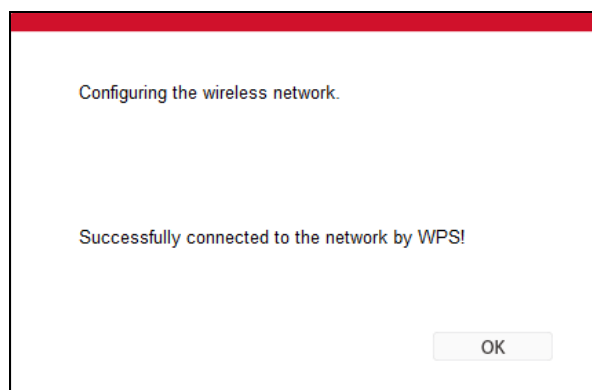 Configuring the wireless network.
Successfully connected to the network by WPS!
OK